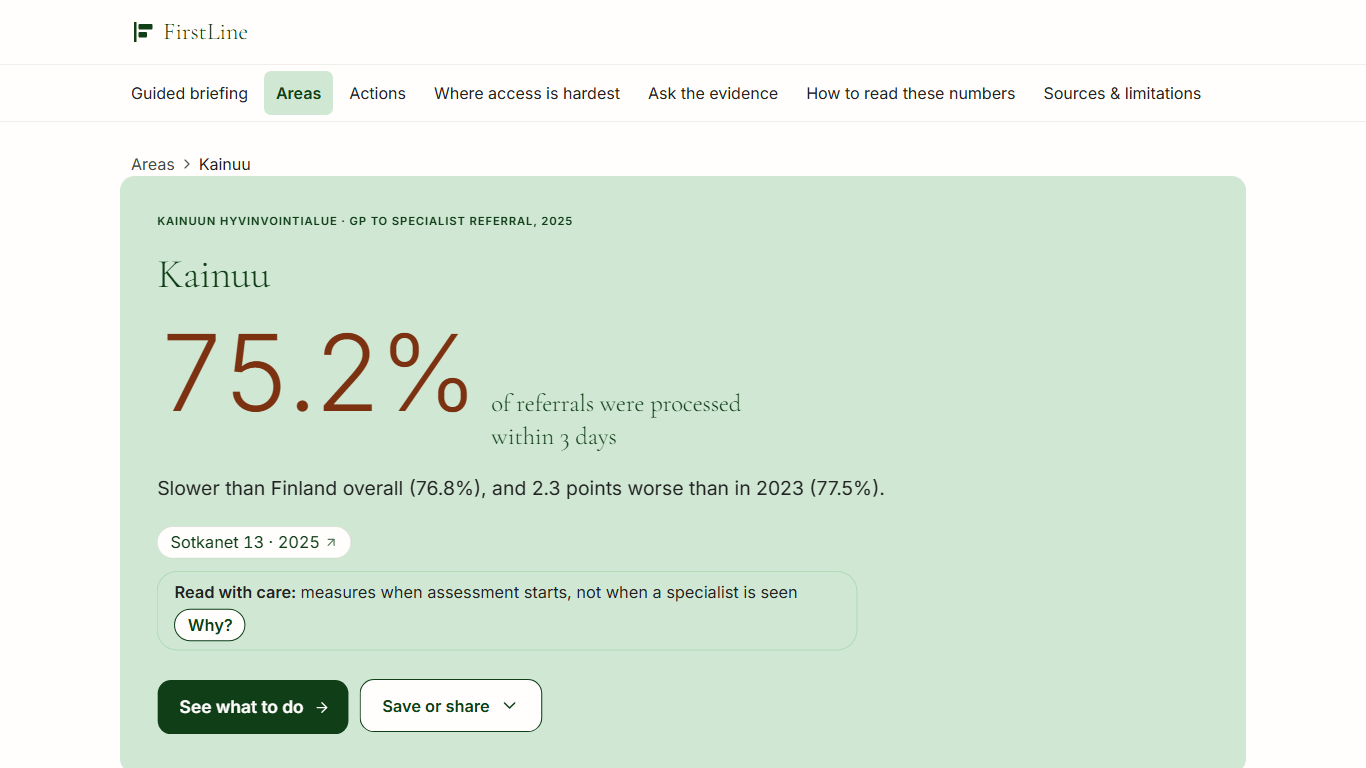 FirstLine
Guided briefing
Areas
Actions
Where access is hardest
Ask the evidence
How to read these numbers
Sources & limitations
Areas > Kainuu
KAINUUN HYVINVOINTIALUE · GP TO SPECIALIST REFERRAL, 2025
Kainuu
75.2% of referrals were processed
within 3 days
Slower than Finland overall (76.8%), and 2.3 points worse than in 2023 (77.5%).
Sotkanet 13 · 2025 ↗
Read with care: measures when assessment starts, not when a specialist is seen
Why?
See what to do →
Save or share